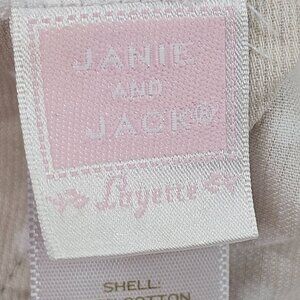 JANIE
AND
JACK®
Layette
SHELL:
COTTON